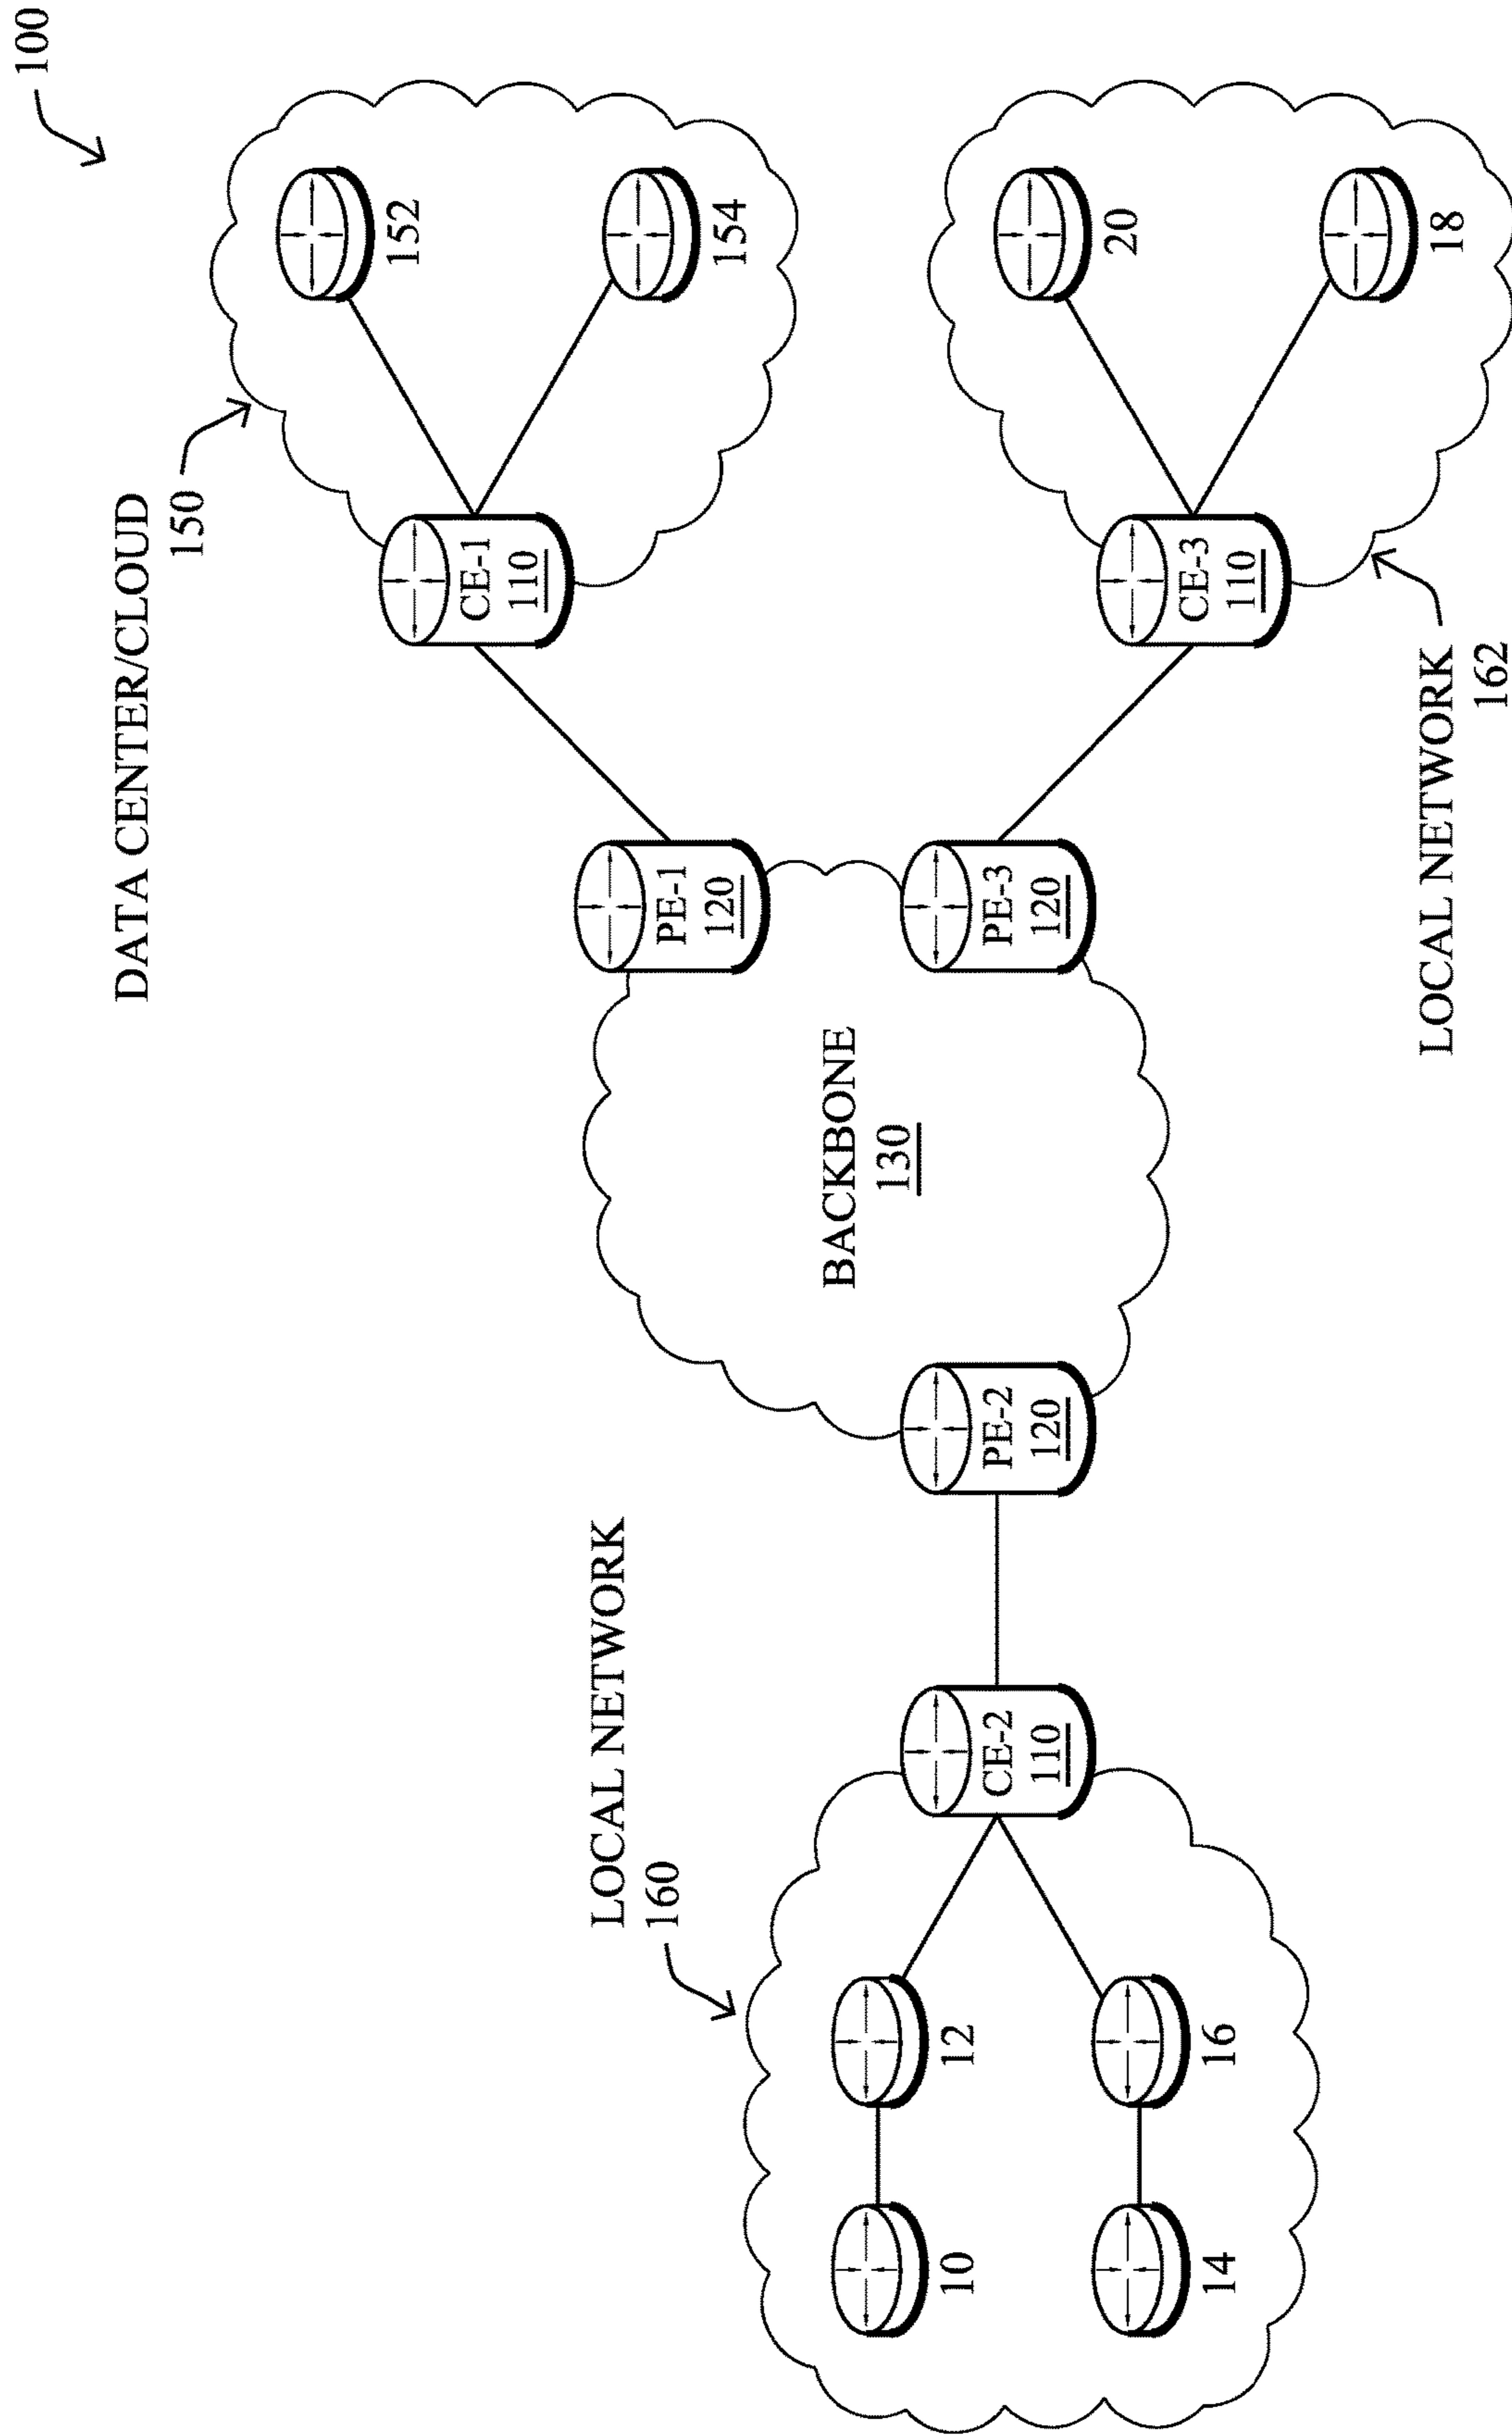 100
DATA CENTER/CLOUD
150
152
154
CE-1
110
PE-1
120
BACKBONE
130
PE-3
120
CE-3
110
20
18
LOCAL NETWORK
162
LOCAL NETWORK
160
PE-2
120
CE-2
110
12
10
16
14